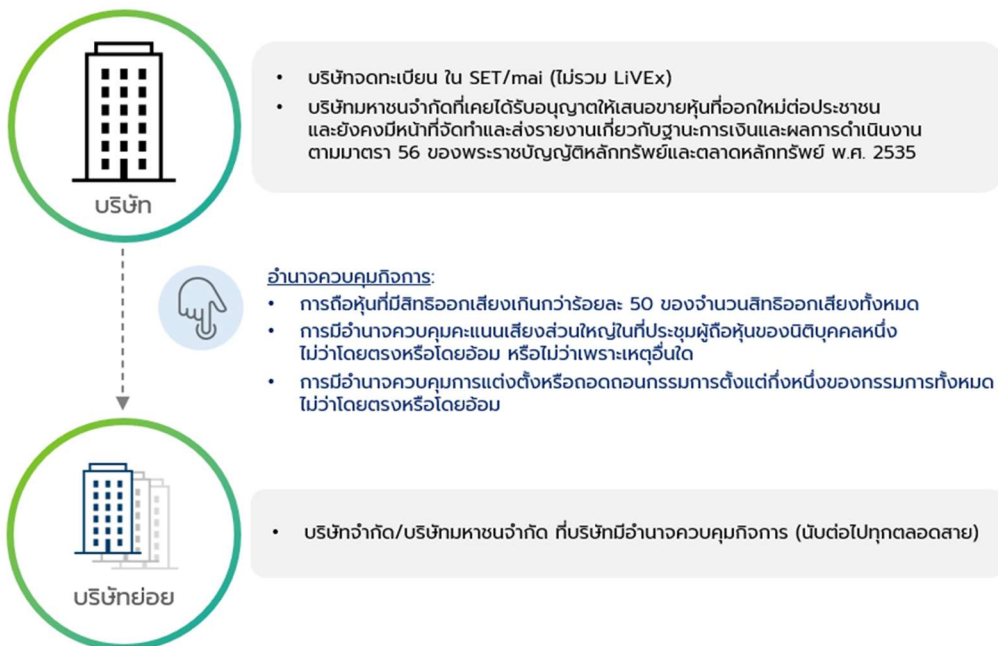 • บริษัทจดทะเบียน ใน SET/mai (ไม่รวม LiVEx)
• บริษัทมหาชนจำกัดที่เคยได้รับอนุญาตให้เสนอขายหุ้นที่ออกใหม่ต่อประชาชน
และยังคงมีหน้าที่จัดทำและส่งรายงานเกี่ยวกับฐานะการเงินและผลการดำเนินงาน
ตามมาตรา 56 ของพระราชบัญญัติหลักทรัพย์และตลาดหลักทรัพย์ พ.ศ. 2535
บริษัท
อำนาจควบคุมกิจการ:
• การถือหุ้นที่มีสิทธิออกเสียงเกินกว่าร้อยละ 50 ของจำนวนสิทธิออกเสียงทั้งหมด
• การมีอำนาจควบคุมคะแนนเสียงส่วนใหญ่ในที่ประชุมผู้ถือหุ้นของนิติบุคคลหนึ่ง
ไม่ว่าโดยตรงหรือโดยอ้อม หรือไม่ว่าเพราะเหตุอื่นใด
• การมีอำนาจควบคุมการแต่งตั้งหรือถอดถอนกรรมการตั้งแต่กึ่งหนึ่งของกรรมการทั้งหมด
ไม่ว่าโดยตรงหรือโดยอ้อม
• บริษัทจำกัด/บริษัทมหาชนจำกัด ที่บริษัทมีอำนาจควบคุมกิจการ (นับต่อไปทุกตลอดสาย)
บริษัทย่อย